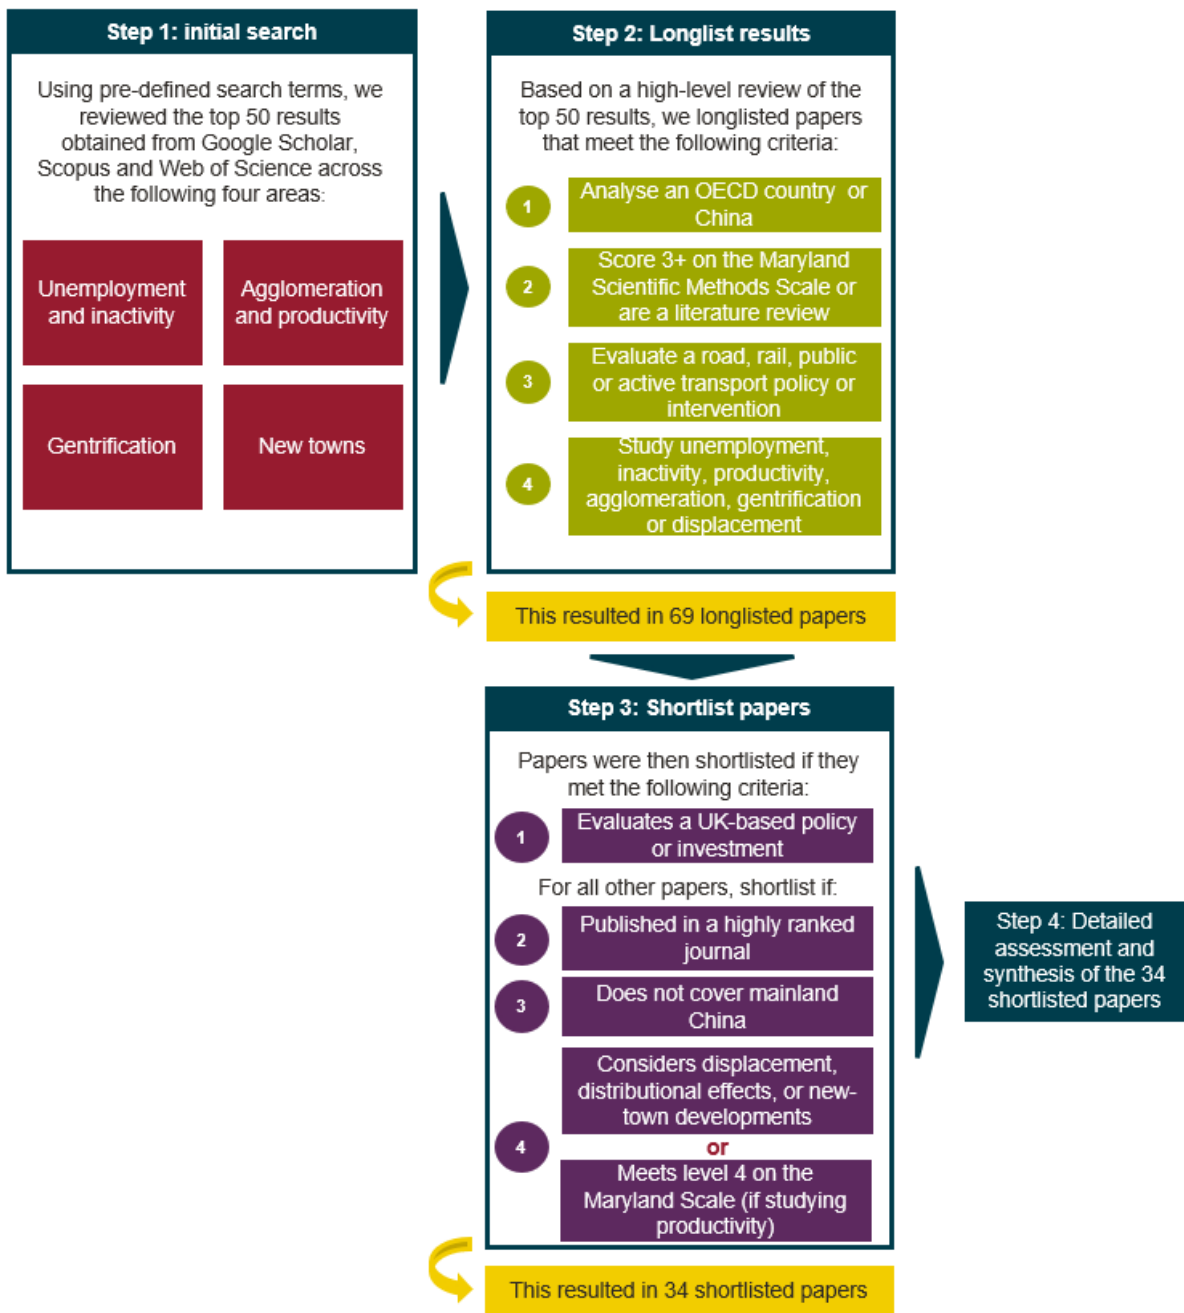 Step 1: initial search
Using pre-defined search terms, we
reviewed the top 50 results
obtained from Google Scholar,
Scopus and Web of Science across
the following four areas:
Unemployment
and inactivity
Agglomeration
and productivity
Gentrification
New towns
Step 2: Longlist results
Based on a high-level review of the
top 50 results, we longlisted papers
that meet the following criteria:
1
Analyse an OECD country or
China
2
Score 3+ on the Maryland
Scientific Methods Scale or
are a literature review
3
Evaluate a road, rail, public
or active transport policy or
intervention
4
Study unemployment,
inactivity, productivity,
agglomeration, gentrification
or displacement
This resulted in 69 longlisted papers
Step 3: Shortlist papers
Papers were then shortlisted if they
met the following criteria:
1
Evaluates a UK-based policy
or investment
For all other papers, shortlist if:
2
Published in a highly ranked
journal
3
Does not cover mainland
China
4
Considers displacement,
distributional effects, or new-
town developments
or
Meets level 4 on the
Maryland Scale (if studying
productivity)
This resulted in 34 shortlisted papers
Step 4: Detailed
assessment and
synthesis of the 34
shortlisted papers